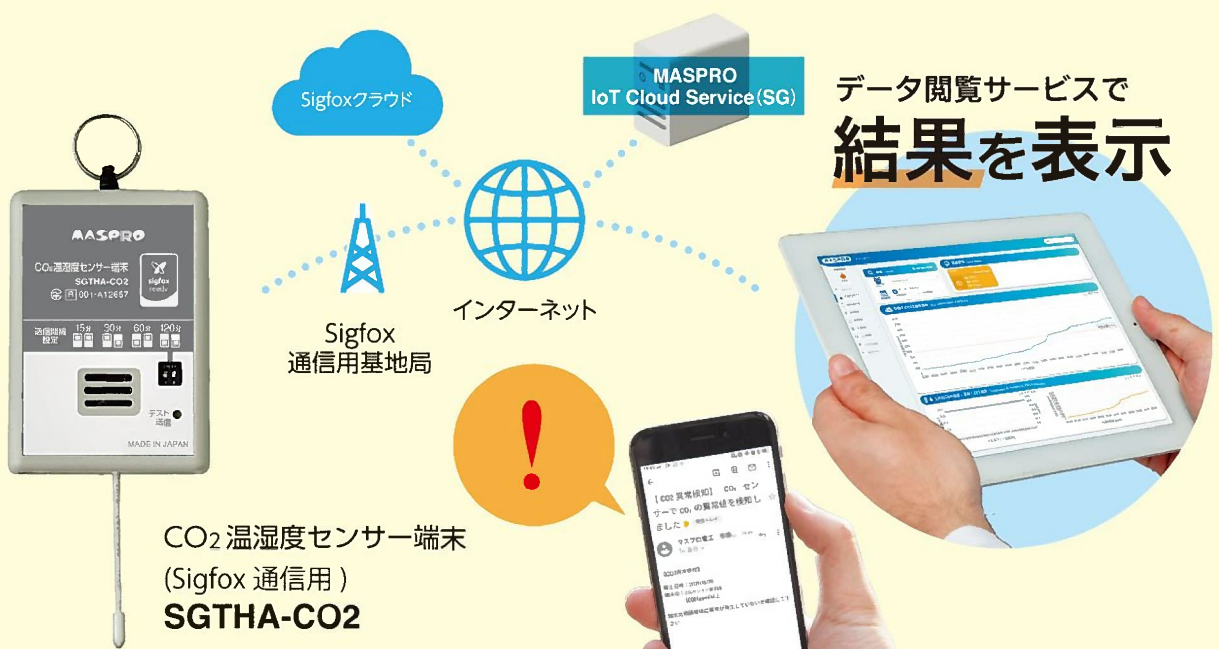 Sigfoxクラウド
MASPRO
IoT Cloud Service(SG)
データ閲覧サービスで
結果を表示
MASPRO
CO2温湿度センサー端末
SGTHA-CO2
R 001-A12657
sigfox
ready
送信間隔
設定
15分 30分 60分 120分
テスト
送信
MADE IN JAPAN
Sigfox
通信用基地局
インターネット
!
CO2温湿度センサー端末
(Sigfox 通信用)
SGTHA-CO2
MASPRO
【CO2 異常検知】 CO2 セン
サーで CO2 の異常値を検知し
ました
マスプロ電工